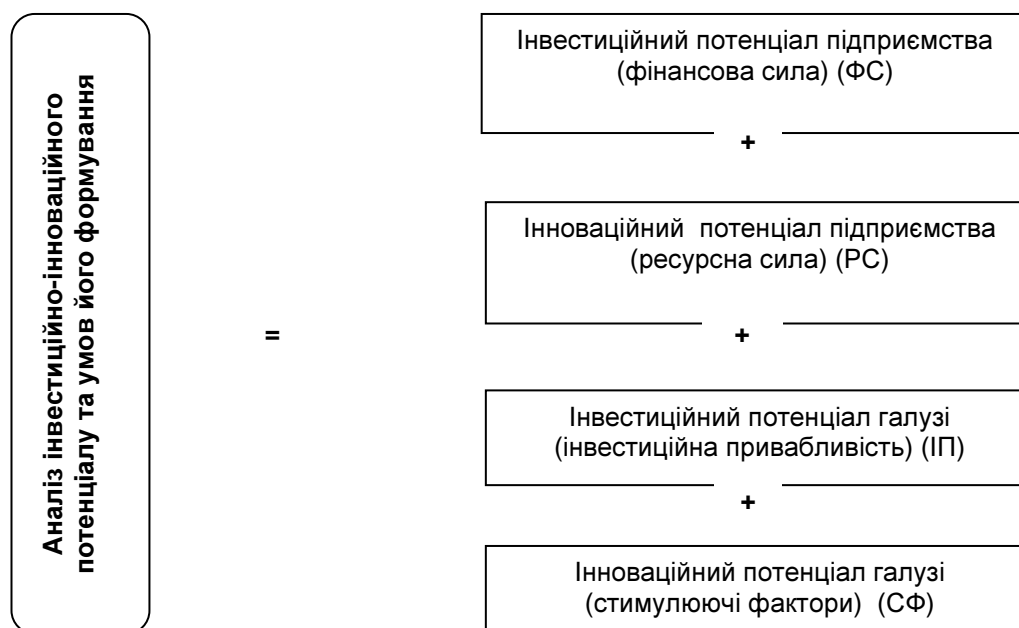 Аналіз інвестиційно-інноваційного
потенціалу та умов його формування
=
Інвестиційний потенціал підприємства
(фінансова сила) (ФС)
+
Інноваційний потенціал підприємства
(ресурсна сила) (РС)
+
Інвестиційний потенціал галузі
(інвестиційна привабливість) (ІП)
+
Інноваційний потенціал галузі
(стимулюючі фактори) (СФ)